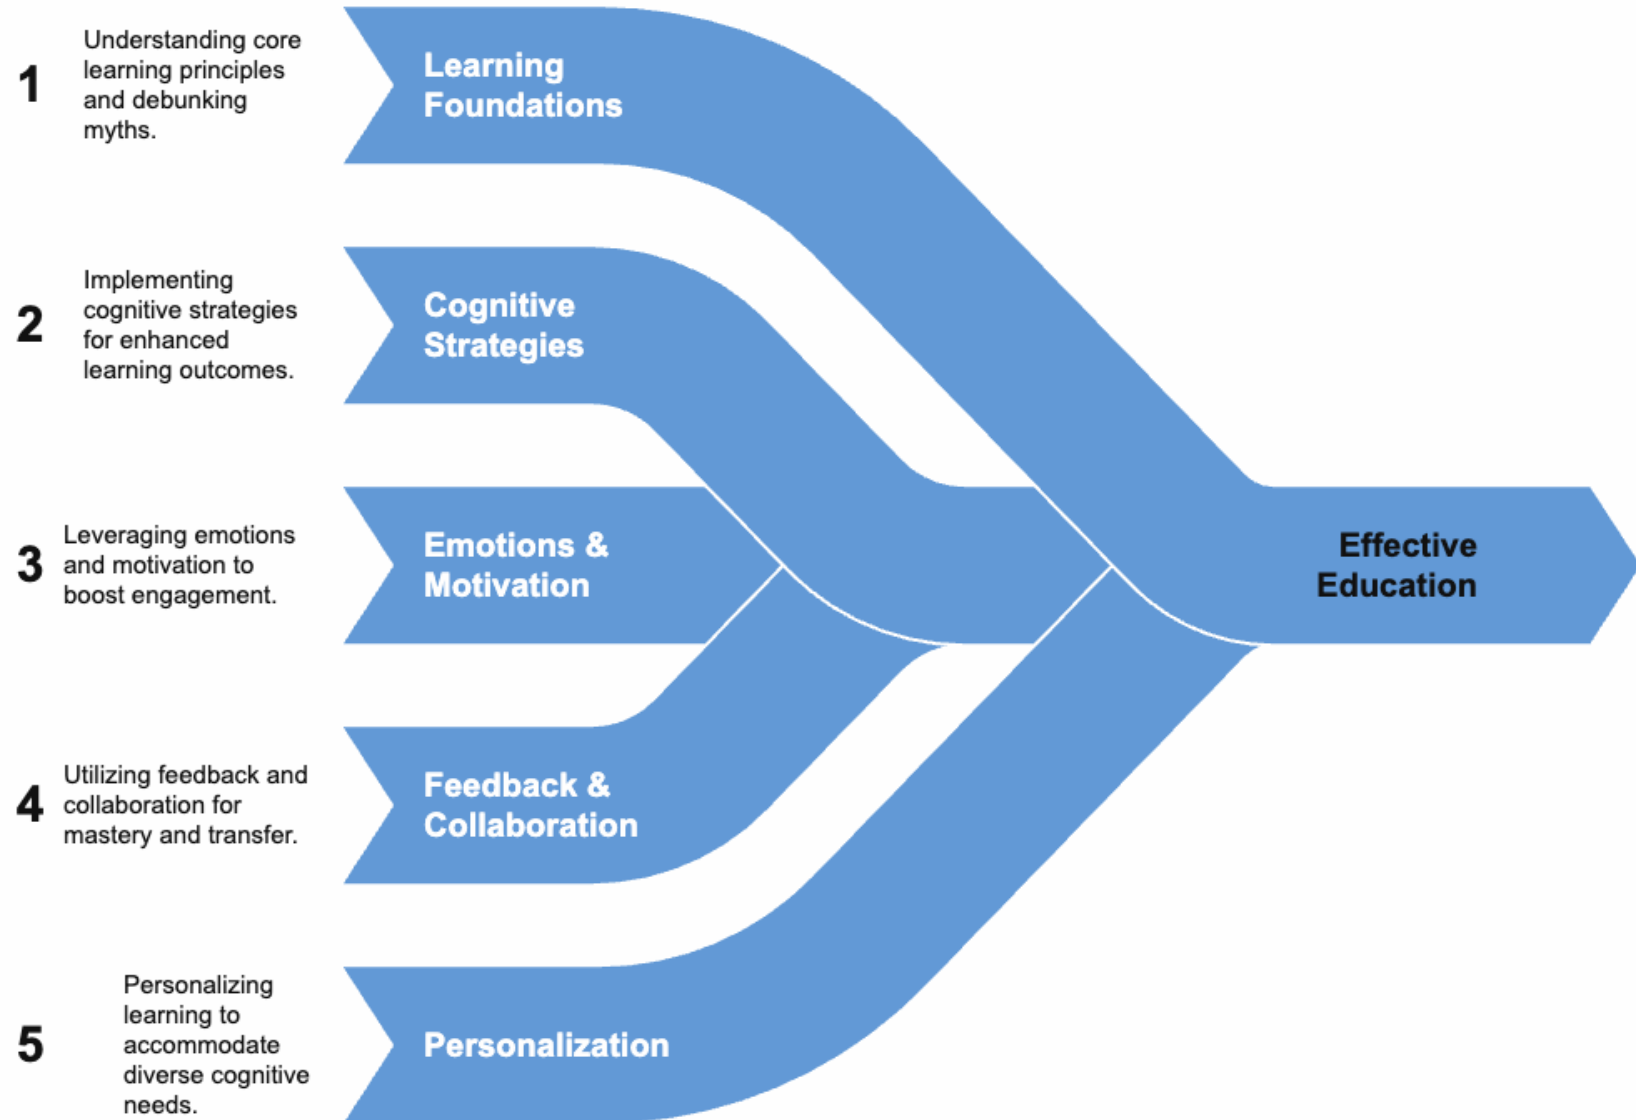 1
Understanding core
learning principles
and debunking
myths.
Learning
Foundations
2
Implementing
cognitive strategies
for enhanced
learning outcomes.
Cognitive
Strategies
3
Leveraging emotions
and motivation to
boost engagement.
Emotions &
Motivation
Effective
Education
4
Utilizing feedback and
collaboration for
mastery and transfer.
Feedback &
Collaboration
5
Personalizing
learning to
accommodate
diverse cognitive
needs.
Personalization